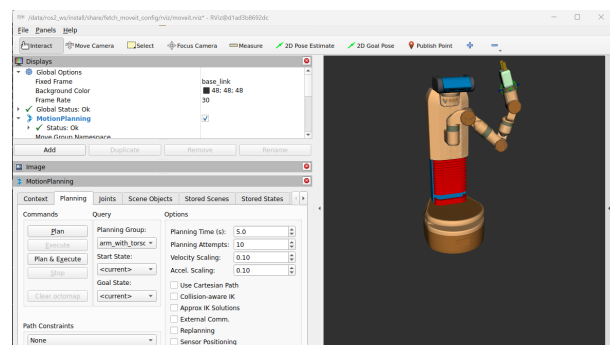 /data/ros2_ws/install/share/fetch_moveit_config/rviz/moveit.rviz* - RViz@d1ad3b8692dc
File Panels Help
Interact Move Camera Select Focus Camera Measure 2D Pose Estimate 2D Goal Pose Publish Point
Displays
Global Options
Fixed Frame base_link
Background Color 48; 48; 48
Frame Rate 30
Global Status: Ok
MotionPlanning
Status: Ok
Move Group Namespace
Add Duplicate Remove Rename
Image
MotionPlanning
Context Planning Joints Scene Objects Stored Scenes Stored States
Commands Query Options
Plan Planning Group: Planning Time (s): 5.0
Execute arm_with_torso Planning Attempts: 10
Plan & Execute Start State: Velocity Scaling: 0.10
Stop <current> Accel. Scaling: 0.10
Goal State: Use Cartesian Path
Clear octomap <current> Collision-aware IK
Approx IK Solutions
External Comm.
Path Constraints Replanning
None Sensor Positioning